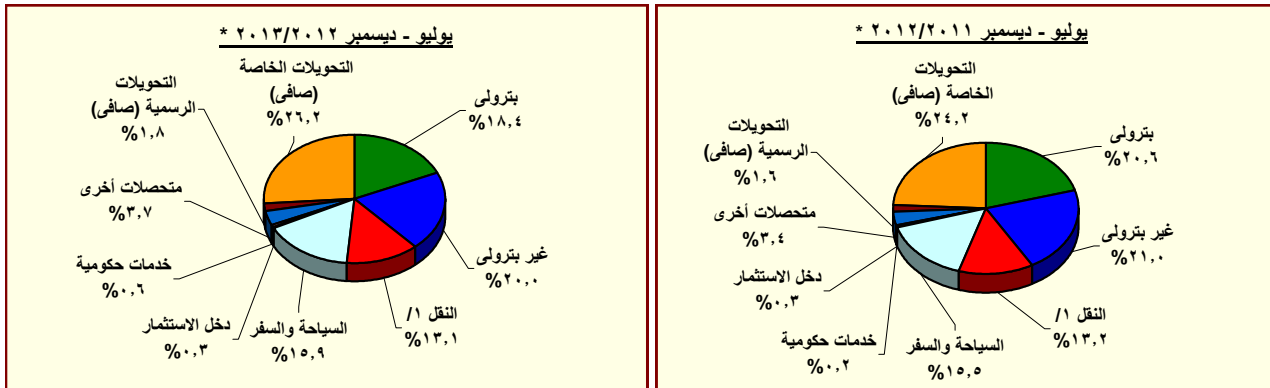 يوليو - ديسمبر ٢٠١٢/٢٠١١ *
التحويلات
الخاصة (صافى)
%٢٤,٢
بترولى
%٢٠,٦
التحويلات
الرسمية (صافى)
%١,٦
متحصلات أخرى
%٣,٤
غير بترولى
%٢١,٠
دخل الاستثمار
%٠,٣
النقل ١/
%١٣,٢
خدمات حكومية
%٠,٢
السياحة والسفر
%١٥,٥
يوليو - ديسمبر ٢٠١٣/٢٠١٢ *
التحويلات الخاصة
(صافى)
%٢٦,٢
بترولى
%١٨,٤
التحويلات
الرسمية (صافى)
%١,٨
متحصلات أخرى
%٣,٧
غير بترولى
%٢٠,٠
خدمات حكومية
%٠,٦
النقل ١/
%١٣,١
دخل الاستثمار
%٠,٣
السياحة والسفر
%١٥,٩